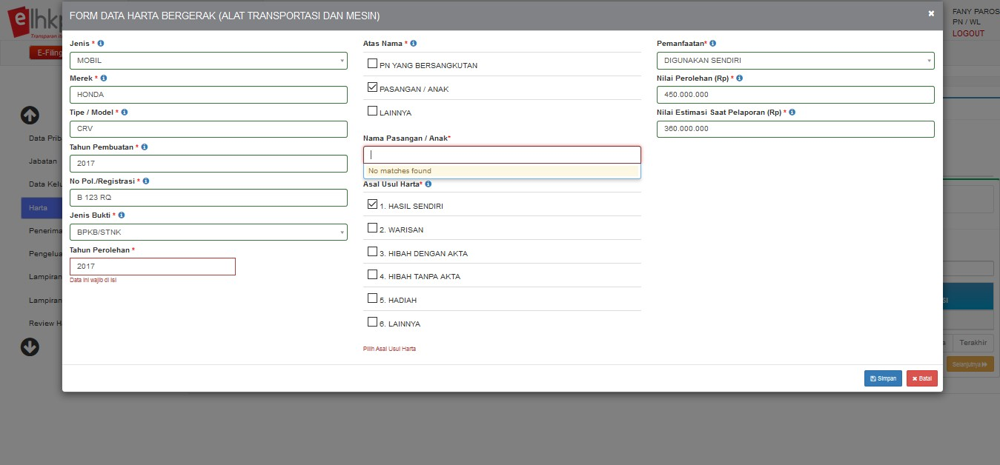 FORM DATA HARTA BERGERAK (ALAT TRANSPORTASI DAN MESIN)
FANY PAROS
PN / WL
LOGOUT
elhkp
E-Filing
Jenis *
MOBIL
Merek *
HONDA
Tipe / Model *
CRV
Tahun Pembuatan *
2017
No Pol./Registrasi *
B 123 RQ
Jenis Bukti *
BPKB/STNK
Tahun Perolehan *
2017
Data ini wajib di isi
Atas Nama *
PN YANG BERSANGKUTAN
PASANGAN / ANAK
LAINNYA
Nama Pasangan / Anak*
No matches found
Asal Usul Harta*
1. HASIL SENDIRI
2. WARISAN
3. HIBAH DENGAN AKTA
4. HIBAH TANPA AKTA
5. HADIAH
6. LAINNYA
Pilih Asal Usul Harta
Pemanfaatan*
DIGUNAKAN SENDIRI
Nilai Perolehan (Rp) *
450.000.000
Nilai Estimasi Saat Pelaporan (Rp) *
360.000.000
Simpan
Batal
Data Prib
Jabatan
Data Kelu
Harta
Penerima
Pengelua
Lampiran
Lampiran
Review H
SI
a
Terakhir
Selanjutnya